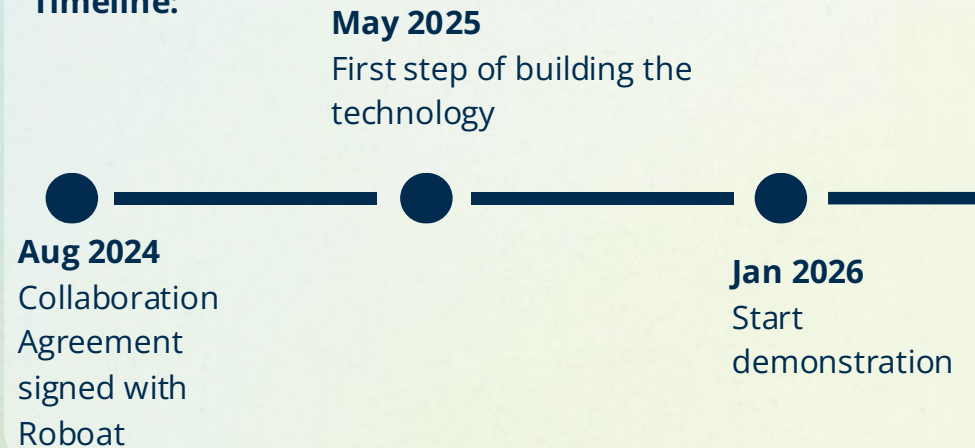 Timeline:
May 2025
First step of building the
technology
Aug 2024
Collaboration
Agreement
signed with
Roboat
Jan 2026
Start
demonstration